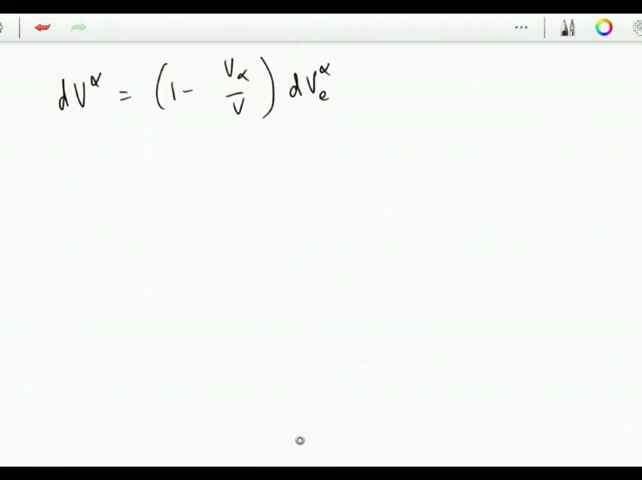 dV^α = (1 - V_α/V) dV_e^α